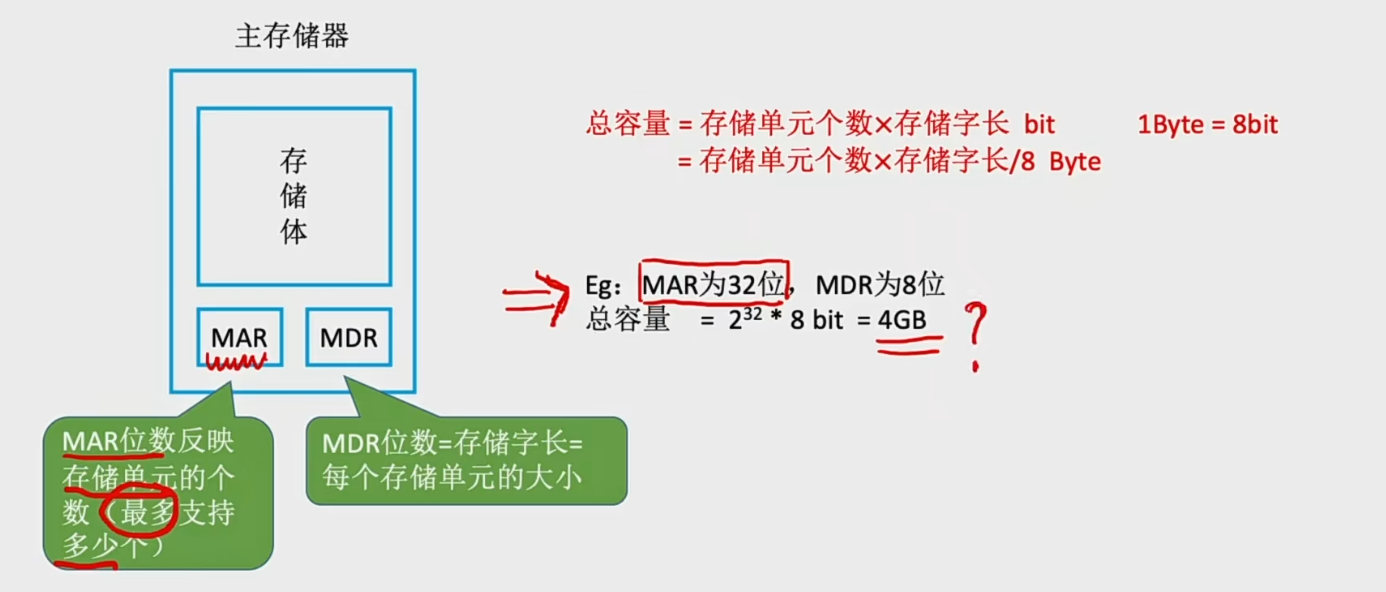 主存储器
存
储
体
MAR
MDR
MAR位数反映
存储单元的个
数（最多支持
多少个）
MDR位数=存储字长=
每个存储单元的大小
总容量 = 存储单元个数×存储字长 bit 1Byte = 8bit
= 存储单元个数×存储字长/8 Byte
Eg：MAR为32位，MDR为8位
总容量 = 2³² * 8 bit = 4GB ？